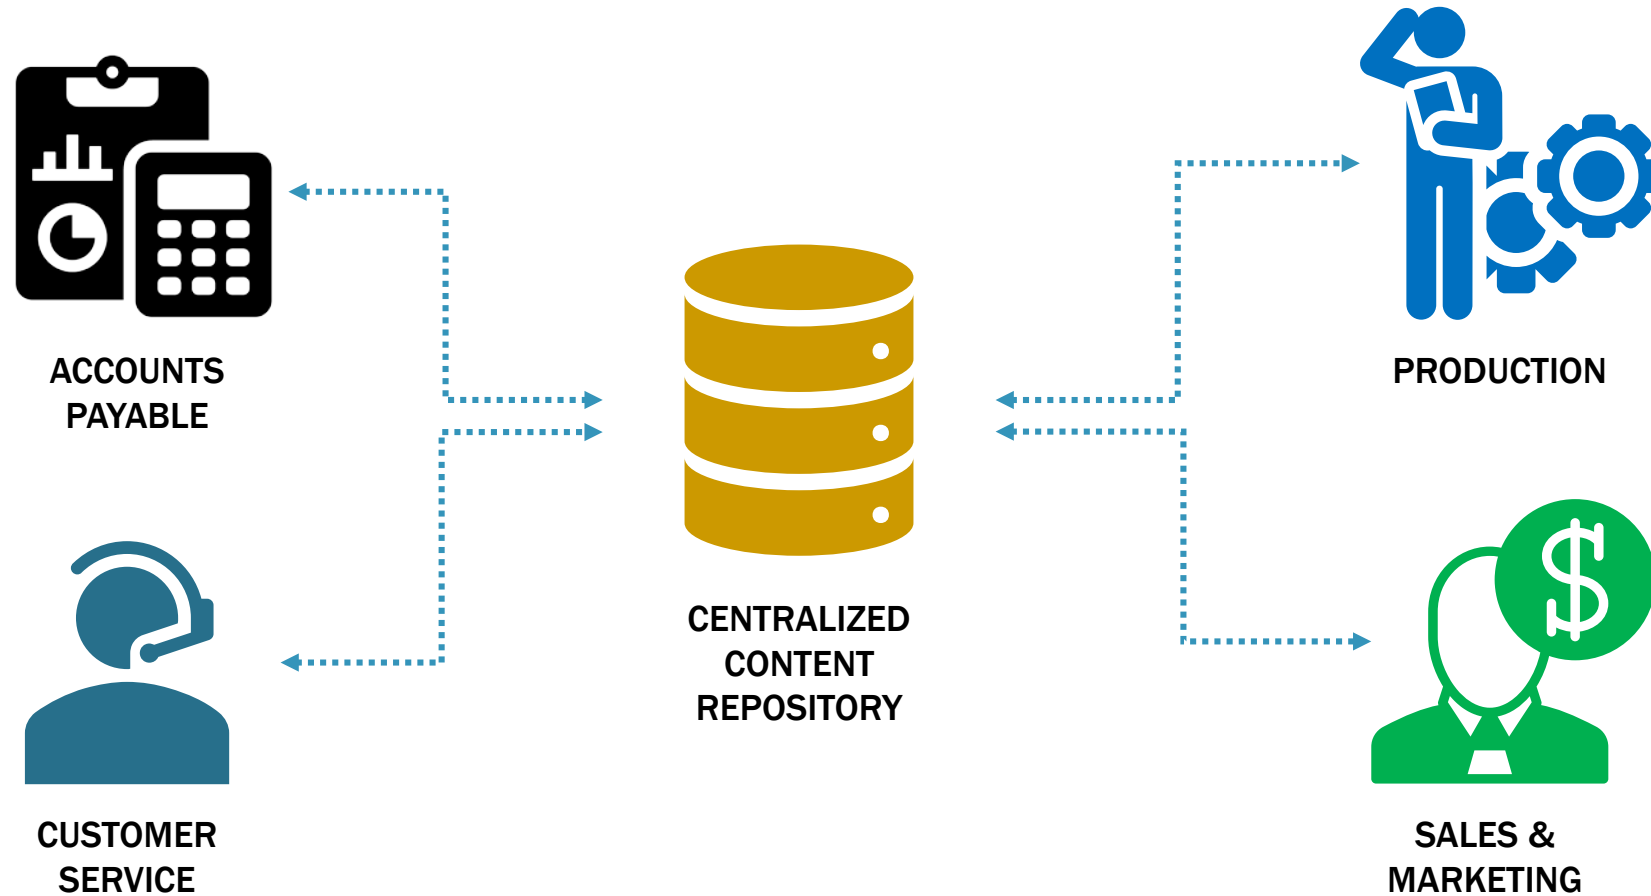 ACCOUNTS
PAYABLE
PRODUCTION
CENTRALIZED
CONTENT
REPOSITORY
CUSTOMER
SERVICE
SALES &
MARKETING